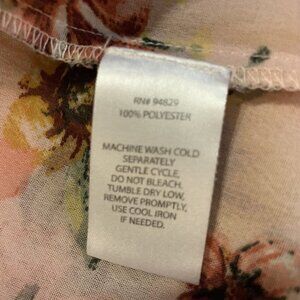 RN# 94829
100% POLYESTER
MACHINE WASH COLD
SEPARATELY
GENTLE CYCLE,
DO NOT BLEACH.
TUMBLE DRY LOW,
REMOVE PROMPTLY,
USE COOL IRON
IF NEEDED.